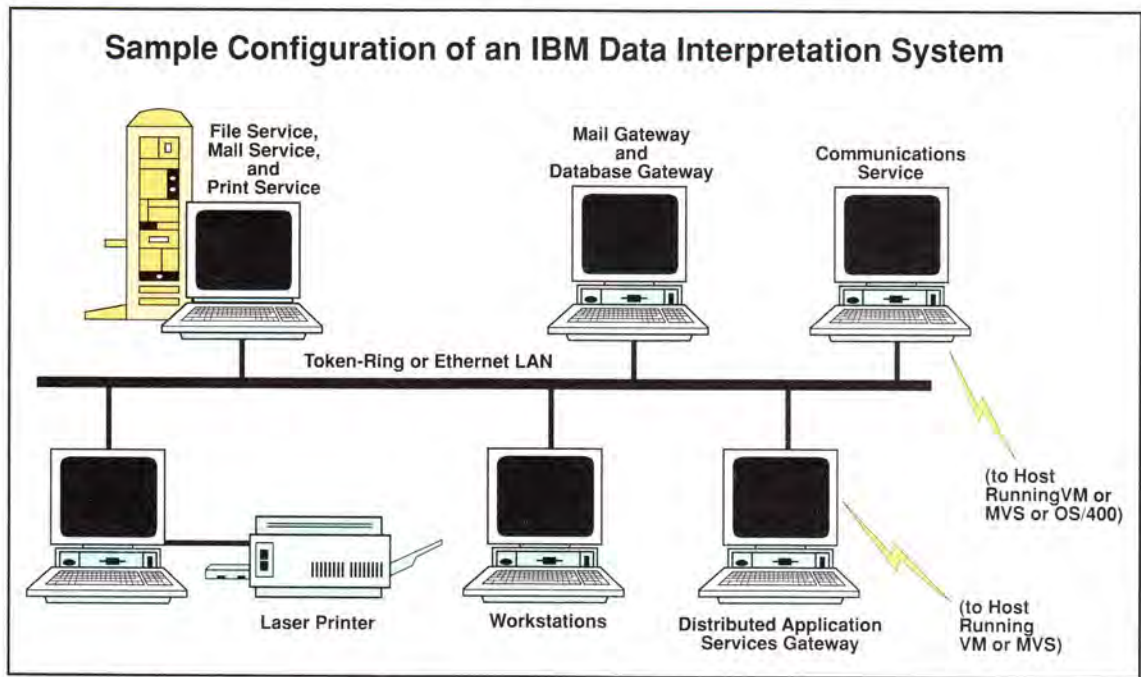 Sample Configuration of an IBM Data Interpretation System
File Service,
Mail Service,
and
Print Service
Mail Gateway
and
Database Gateway
Communications
Service
Token-Ring or Ethernet LAN
(to Host
RunningVM or
MVS or OS/400)
Laser Printer
Workstations
Distributed Application
Services Gateway
(to Host
Running
VM or MVS)